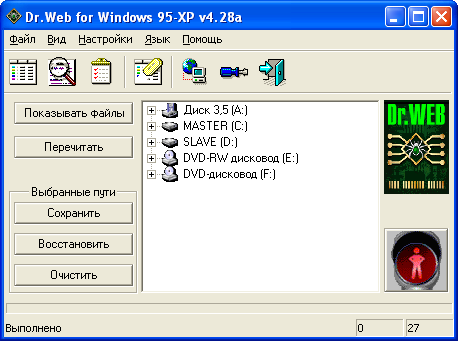 Dr.Web for Windows 95-XP v4.28a
Файл Вид Настройки Язык Помощь
Показывать файлы
Перечитать
Выбранные пути
Сохранить
Восстановить
Очистить
Диск 3,5 (A:)
MASTER (C:)
SLAVE (D:)
DVD-RW дисковод (E:)
DVD-дисковод (F:)
Dr.WEB
Выполнено 0 27